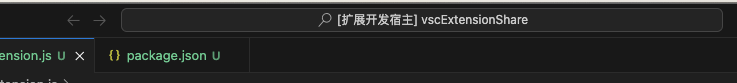 [扩展开发宿主] vscExtensionShare
ension.js U × {} package.json U